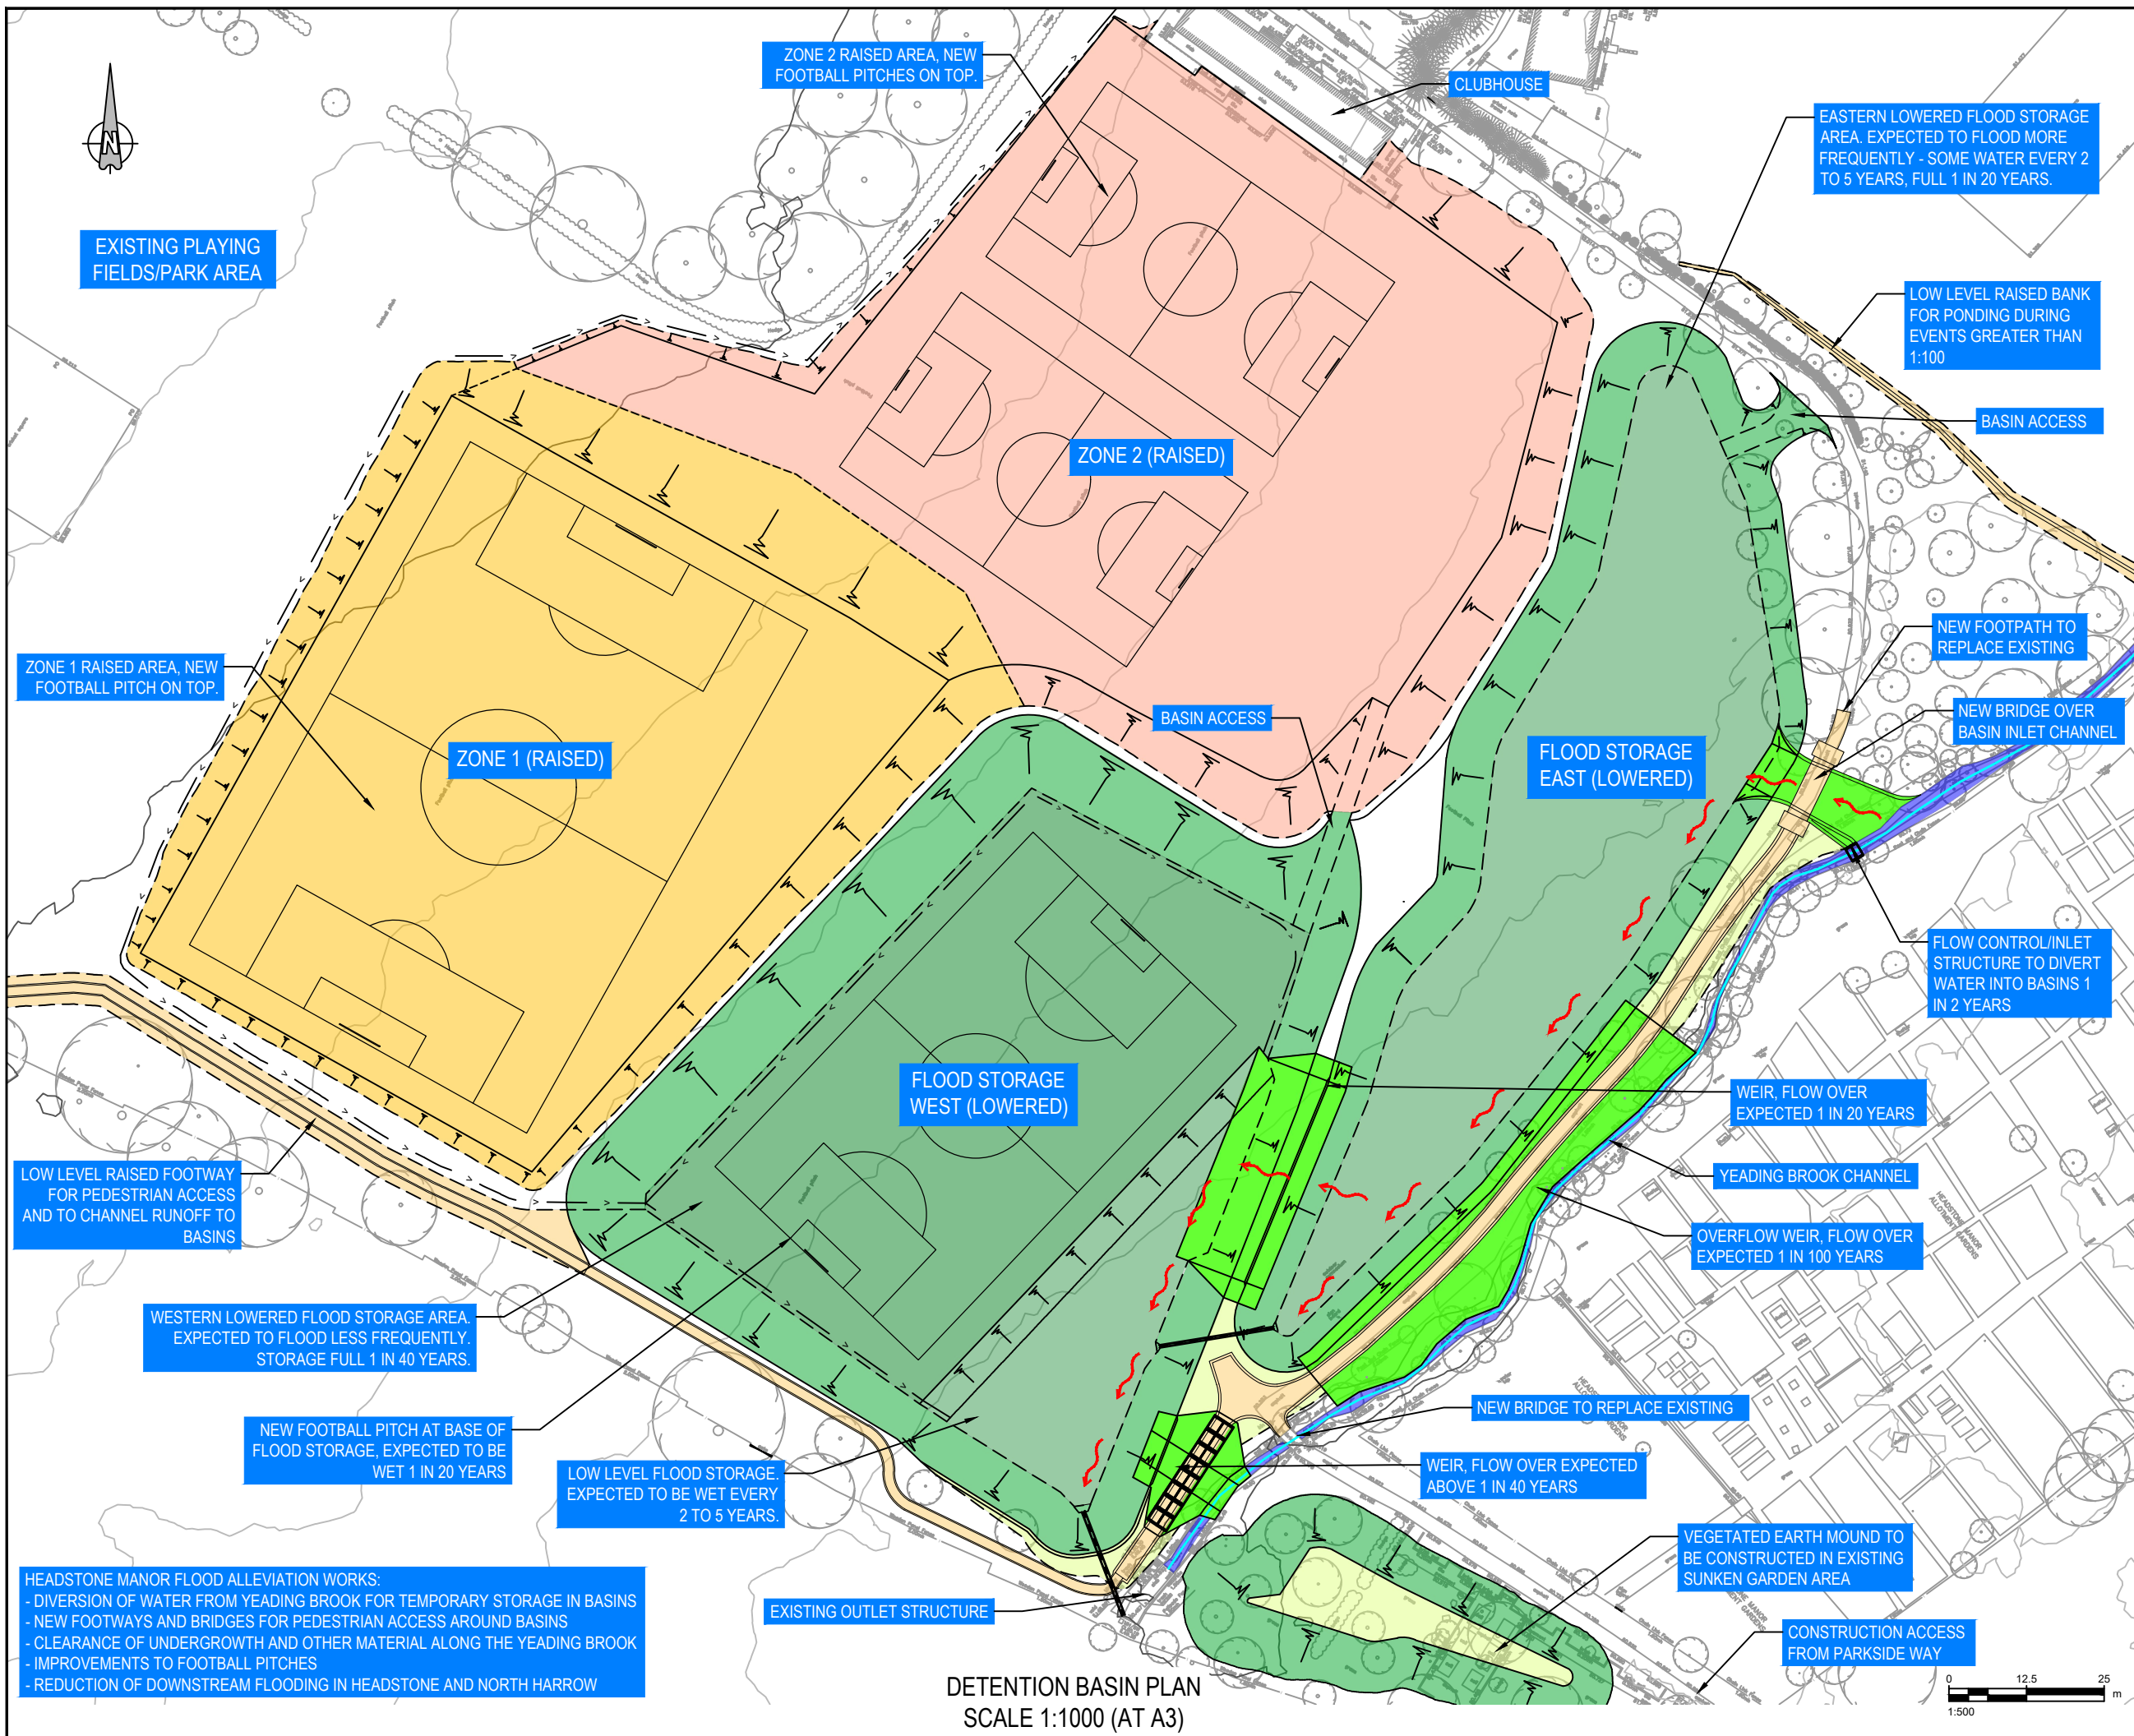 ZONE 2 RAISED AREA, NEW
FOOTBALL PITCHES ON TOP.
CLUBHOUSE
Building
EASTERN LOWERED FLOOD STORAGE
AREA. EXPECTED TO FLOOD MORE
FREQUENTLY - SOME WATER EVERY 2
TO 5 YEARS, FULL 1 IN 20 YEARS.
N
EXISTING PLAYING
FIELDS/PARK AREA
LOW LEVEL RAISED BANK
FOR PONDING DURING
EVENTS GREATER THAN
1:100
BASIN ACCESS
ZONE 2 (RAISED)
NEW FOOTPATH TO
REPLACE EXISTING
ZONE 1 RAISED AREA, NEW
FOOTBALL PITCH ON TOP.
BASIN ACCESS
NEW BRIDGE OVER
BASIN INLET CHANNEL
ZONE 1 (RAISED)
FLOOD STORAGE
EAST (LOWERED)
FLOW CONTROL/INLET
STRUCTURE TO DIVERT
WATER INTO BASINS 1
IN 2 YEARS
FLOOD STORAGE
WEST (LOWERED)
WEIR, FLOW OVER
EXPECTED 1 IN 20 YEARS
YEADING BROOK CHANNEL
LOW LEVEL RAISED FOOTWAY
FOR PEDESTRIAN ACCESS
AND TO CHANNEL RUNOFF TO
BASINS
HEADSTONE MANOR
ALLOTMENT GARDENS
OVERFLOW WEIR, FLOW OVER
EXPECTED 1 IN 100 YEARS
WESTERN LOWERED FLOOD STORAGE AREA.
EXPECTED TO FLOOD LESS FREQUENTLY.
STORAGE FULL 1 IN 40 YEARS.
NEW BRIDGE TO REPLACE EXISTING
NEW FOOTBALL PITCH AT BASE OF
FLOOD STORAGE, EXPECTED TO BE
WET 1 IN 20 YEARS
LOW LEVEL FLOOD STORAGE.
EXPECTED TO BE WET EVERY
2 TO 5 YEARS.
WEIR, FLOW OVER EXPECTED
ABOVE 1 IN 40 YEARS
VEGETATED EARTH MOUND TO
BE CONSTRUCTED IN EXISTING
SUNKEN GARDEN AREA
HEADSTONE MANOR FLOOD ALLEVIATION WORKS:
- DIVERSION OF WATER FROM YEADING BROOK FOR TEMPORARY STORAGE IN BASINS
- NEW FOOTWAYS AND BRIDGES FOR PEDESTRIAN ACCESS AROUND BASINS
- CLEARANCE OF UNDERGROWTH AND OTHER MATERIAL ALONG THE YEADING BROOK
- IMPROVEMENTS TO FOOTBALL PITCHES
- REDUCTION OF DOWNSTREAM FLOODING IN HEADSTONE AND NORTH HARROW
EXISTING OUTLET STRUCTURE
CONSTRUCTION ACCESS
FROM PARKSIDE WAY
DETENTION BASIN PLAN
SCALE 1:1000 (AT A3)
0 12.5 25
m
1:500